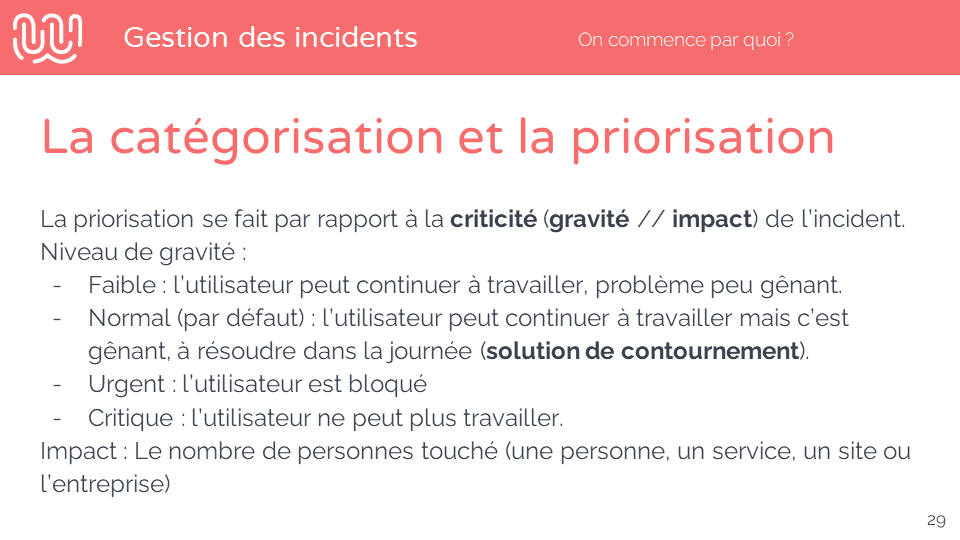 Gestion des incidents
On commence par quoi ?
La catégorisation et la priorisation
La priorisation se fait par rapport à la criticité (gravité // impact) de l'incident.
Niveau de gravité :
- Faible : l'utilisateur peut continuer à travailler, problème peu gênant.
- Normal (par défaut) : l'utilisateur peut continuer à travailler mais c'est
gênant, à résoudre dans la journée (solution de contournement).
- Urgent : l'utilisateur est bloqué
- Critique : l'utilisateur ne peut plus travailler.
Impact : Le nombre de personnes touché (une personne, un service, un site ou
l'entreprise)
29